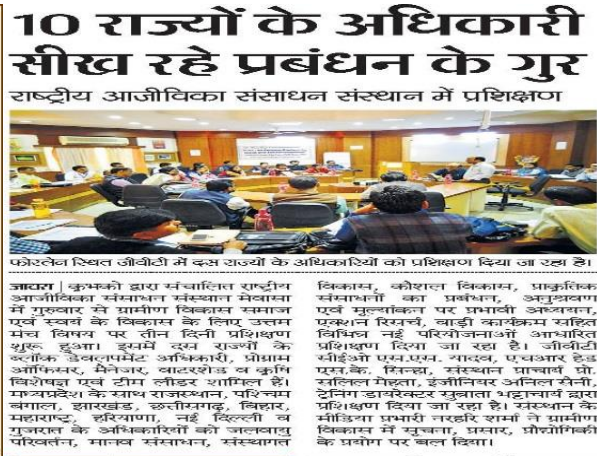 10 राज्यों के अधिकारी
सीख रहे प्रबंधन के गुर
राष्ट्रीय आजीविका संसाधन संस्थान में प्रशिक्षण
फोरलेन स्थित जीवीटी में दस राज्यों के अधिकारियों को प्रशिक्षण दिया जा रहा है।
जावरा | कृभको द्वारा संचालित राष्ट्रीय
आजीविका संसाधन संस्थान मेवासा
में गुरुवार से ग्रामीण विकास समाज
एवं स्वयं के विकास के लिए उत्तम
मंच विषय पर तीन दिनी प्रशिक्षण
शुरू हुआ। इसमें दस राज्यों के
ब्लॉक डेवलपमेंट अधिकारी, प्रोग्राम
ऑफिसर, मैनेजर, वाटरशेड व कृषि
विशेषज्ञ एवं टीम लीडर शामिल हैं।
मध्यप्रदेश के साथ राजस्थान, पश्चिम
बंगाल, झारखंड, छत्तीसगढ़, बिहार,
महाराष्ट्र, हरियाणा, नई दिल्ली व
गुजरात के अधिकारियों को जलवायु
परिवर्तन, मानव संसाधन, संस्थागत
विकास, कौशल विकास, प्राकृतिक
संसाधनों का प्रबंधन, अनुश्रवण
एवं मूल्यांकन पर प्रभावी अध्ययन,
एक्शन रिसर्च, वाड़ी कार्यक्रम सहित
विभिन्न नई परियोजनाओं आधारित
प्रशिक्षण दिया जा रहा है। जीवीटी
सीईओ एस.एस. यादव, एचआर हेड
एस.के. सिन्हा, संस्थान प्राचार्य प्रो.
सलिल मेहता, इंजीनियर अनिल सैनी,
ट्रेनिंग डायरेक्टर सुब्राता भट्टाचार्य द्वारा
प्रशिक्षण दिया जा रहा है। संस्थान के
मीडिया प्रभारी नरहरि शर्मा ने ग्रामीण
विकास में सूचना, प्रसार, प्रौद्योगिकी
के प्रयोग पर बल दिया।